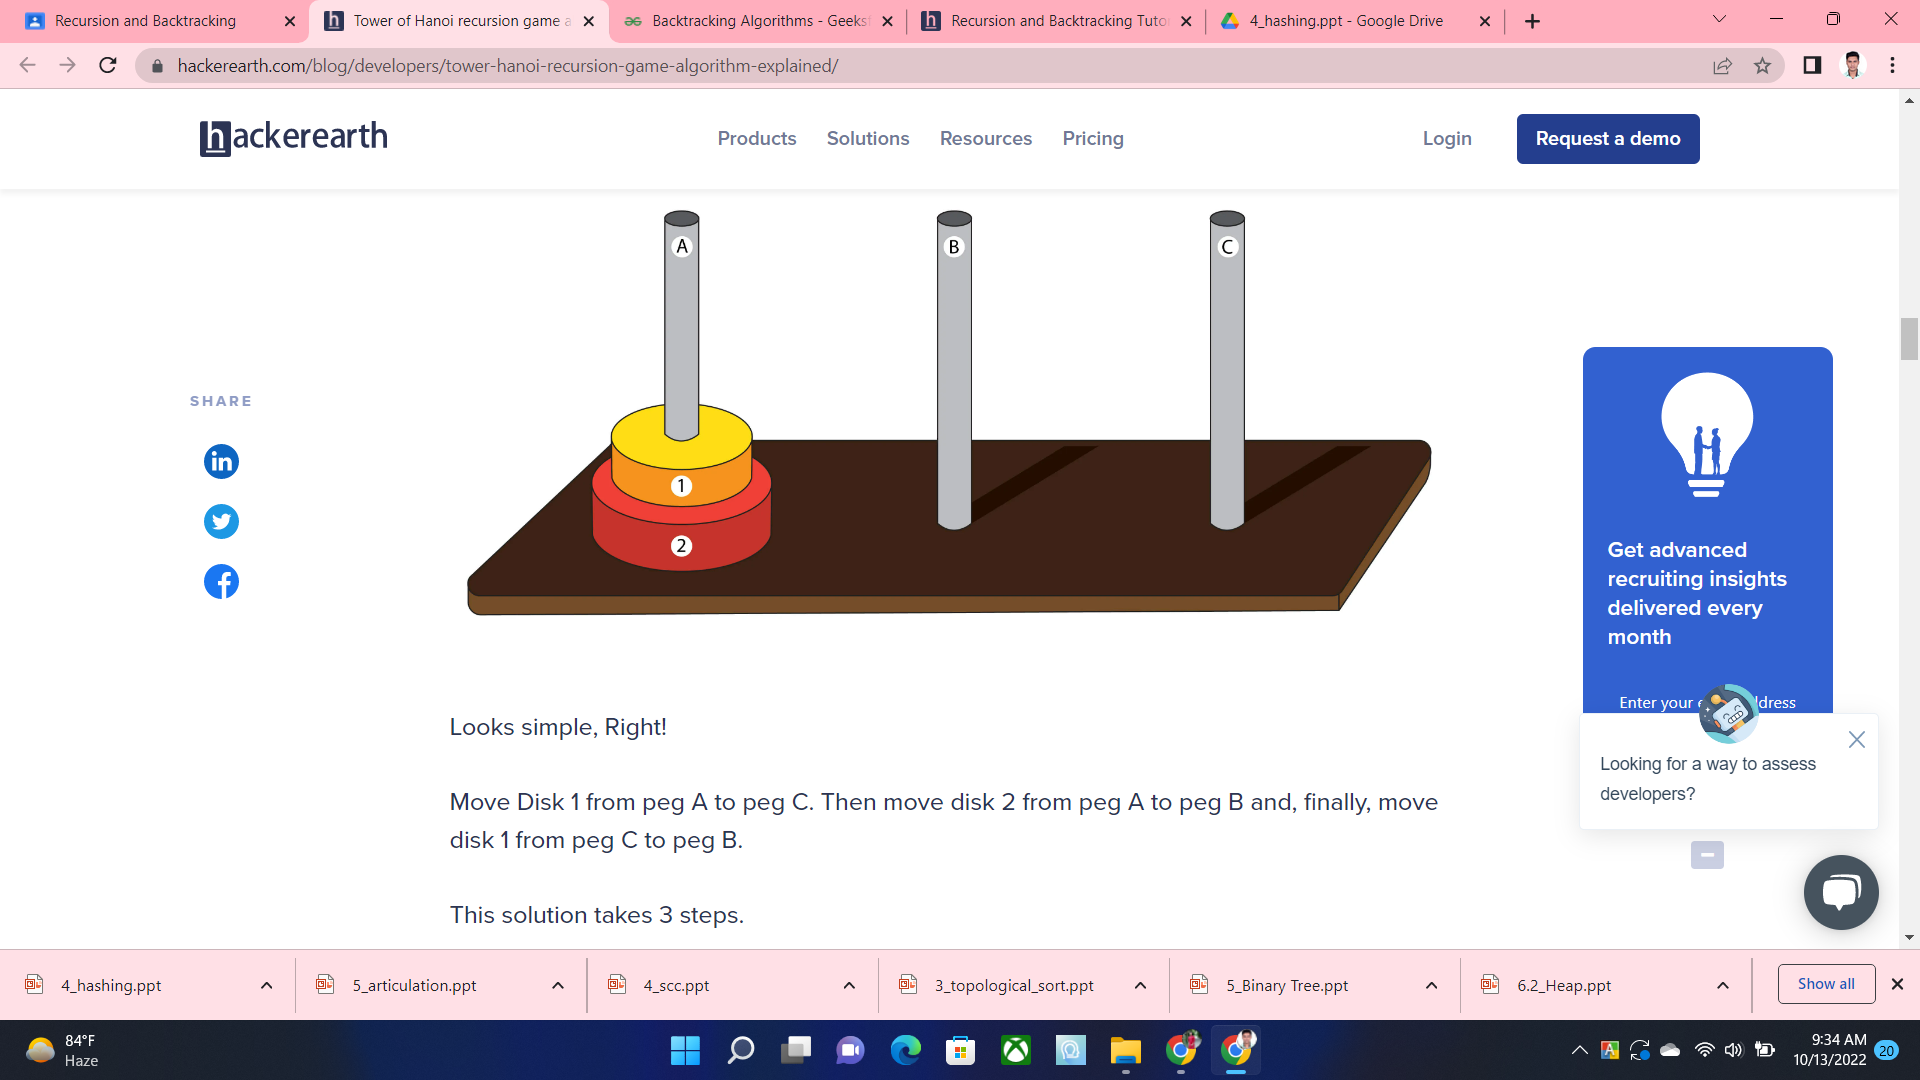 Recursion and Backtracking
Tower of Hanoi recursion game a
Backtracking Algorithms - Geeksf
Recursion and Backtracking Tuto
4_hashing.ppt - Google Drive
hackerearth.com/blog/developers/tower-hanoi-recursion-game-algorithm-explained/
hackerearth
Products
Solutions
Resources
Pricing
Login
Request a demo
A
B
C
1
2
SHARE
Get advanced
recruiting insights
delivered every
month
Enter your
Looking for a way to assess
developers?
Looks simple, Right!
Move Disk 1 from peg A to peg C. Then move disk 2 from peg A to peg B and, finally, move
disk 1 from peg C to peg B.
This solution takes 3 steps.
4_hashing.ppt
5_articulation.ppt
4_scc.ppt
3_topological_sort.ppt
5_Binary Tree.ppt
6.2_Heap.ppt
Show all
84°F
Haze
9:34 AM
10/13/2022
20